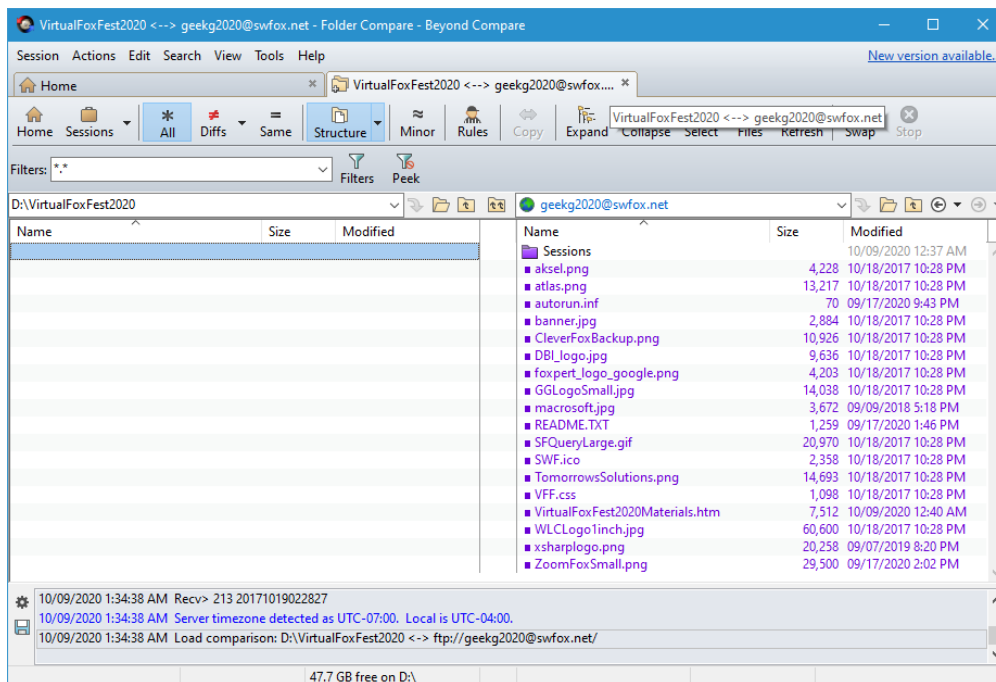 VirtualFoxFest2020 <--> geekg2020@swfox.net - Folder Compare - Beyond Compare
Session Actions Edit Search View Tools Help New version available.
Home VirtualFoxFest2020 <--> geekg2020@swfox....
Home Sessions All Diffs Same Structure Minor Rules Copy Expand Collapse Select Files Refresh Swap Stop
VirtualFoxFest2020 <--> geekg2020@swfox.net
Filters: *.* Filters Peek
D:\VirtualFoxFest2020 geekg2020@swfox.net
Name Size Modified Name Size Modified
Sessions 10/09/2020 12:37 AM
aksel.png 4,228 10/18/2017 10:28 PM
atlas.png 13,217 10/18/2017 10:28 PM
autorun.inf 70 09/17/2020 9:43 PM
banner.jpg 2,884 10/18/2017 10:28 PM
CleverFoxBackup.png 10,926 10/18/2017 10:28 PM
DBI_logo.jpg 9,636 10/18/2017 10:28 PM
foxpert_logo_google.png 4,203 10/18/2017 10:28 PM
GGLogoSmall.jpg 14,038 10/18/2017 10:28 PM
macrosoft.jpg 3,672 09/09/2018 5:18 PM
README.TXT 1,259 09/17/2020 1:46 PM
SFQueryLarge.gif 20,970 10/18/2017 10:28 PM
SWF.ico 2,358 10/18/2017 10:28 PM
TomorrowsSolutions.png 14,693 10/18/2017 10:28 PM
VFF.css 1,098 10/18/2017 10:28 PM
VirtualFoxFest2020Materials.htm 7,512 10/09/2020 12:40 AM
WLCLogo1inch.jpg 60,600 10/18/2017 10:28 PM
xsharplogo.png 20,258 09/07/2019 8:20 PM
ZoomFoxSmall.png 29,500 09/17/2020 2:02 PM
10/09/2020 1:34:38 AM Recv> 213 20171019022827
10/09/2020 1:34:38 AM Server timezone detected as UTC-07:00. Local is UTC-04:00.
10/09/2020 1:34:38 AM Load comparison: D:\VirtualFoxFest2020 <-> ftp://geekg2020@swfox.net/
47.7 GB free on D:\